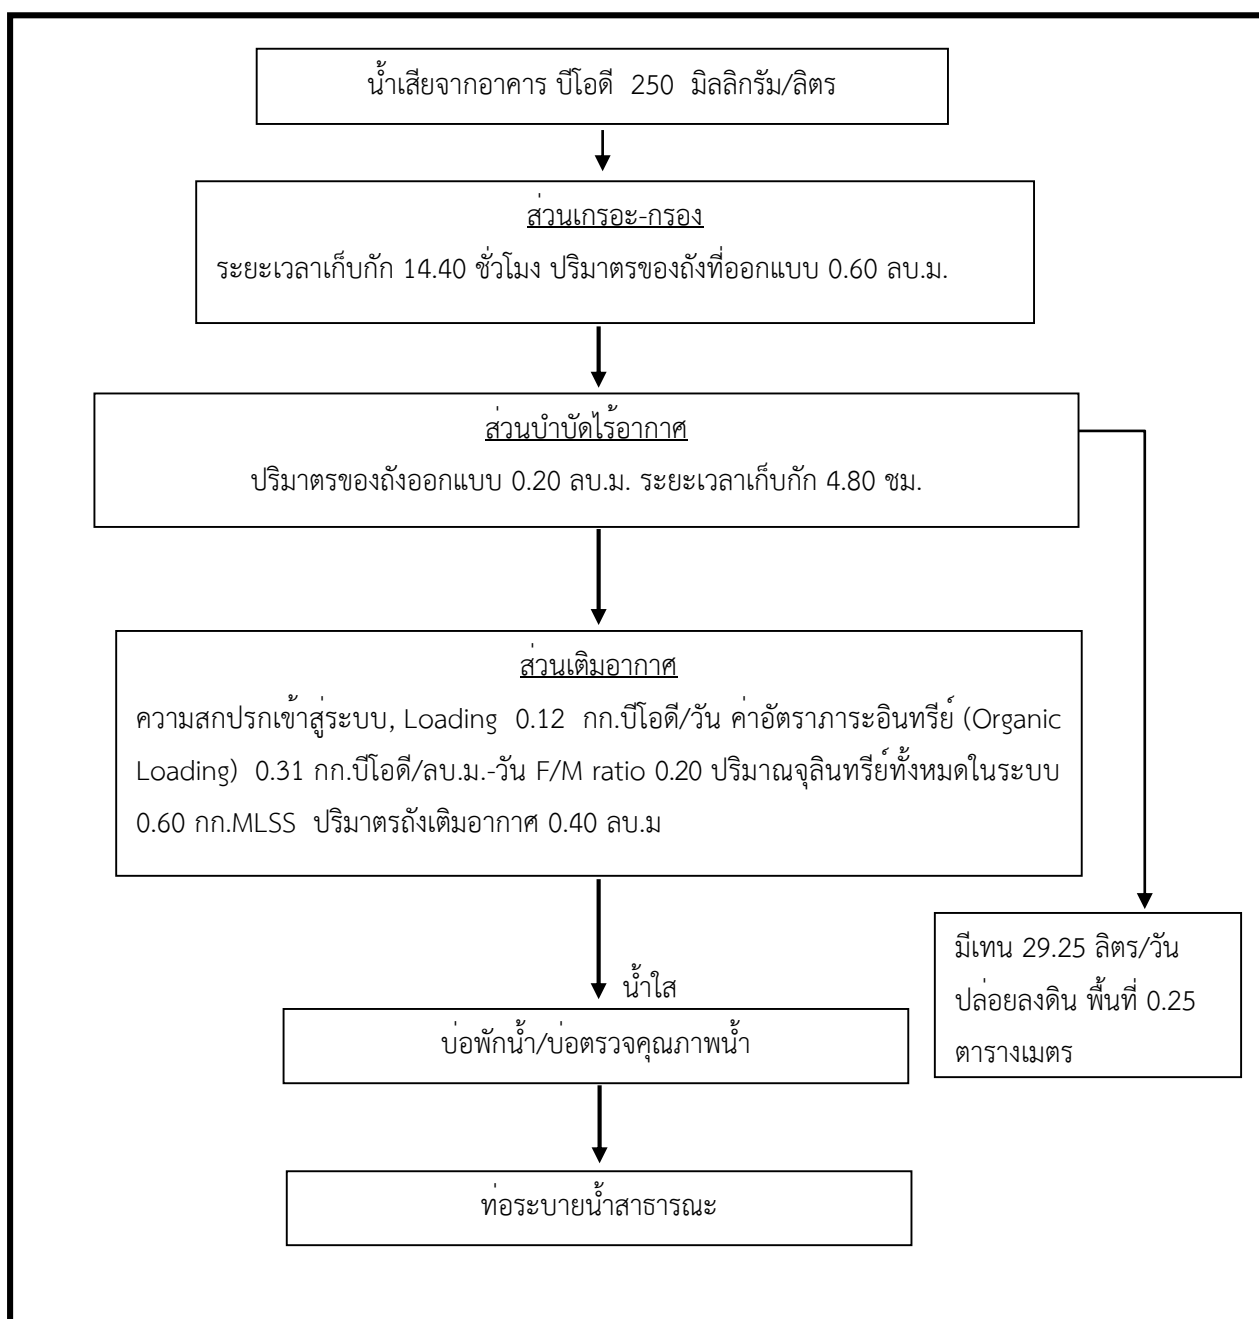 น้ำเสียจากอาคาร บีโอดี 250 มิลลิกรัม/ลิตร
ส่วนเกรอะ-กรอง
ระยะเวลาเก็บกัก 14.40 ชั่วโมง ปริมาตรของถังที่ออกแบบ 0.60 ลบ.ม.
ส่วนบำบัดไร้อากาศ
ปริมาตรของถังออกแบบ 0.20 ลบ.ม. ระยะเวลาเก็บกัก 4.80 ชม.
ส่วนเติมอากาศ
ความสกปรกเข้าสู่ระบบ, Loading 0.12 กก.บีโอดี/วัน ค่าอัตราภาระอินทรีย์ (Organic
Loading) 0.31 กก.บีโอดี/ลบ.ม.-วัน F/M ratio 0.20 ปริมาณจุลินทรีย์ทั้งหมดในระบบ
0.60 กก.MLSS ปริมาตรถังเติมอากาศ 0.40 ลบ.ม
มีเทน 29.25 ลิตร/วัน
ปล่อยลงดิน พื้นที่ 0.25
ตารางเมตร
น้ำใส
บ่อพักน้ำ/บ่อตรวจคุณภาพน้ำ
ท่อระบายน้ำสาธารณะ